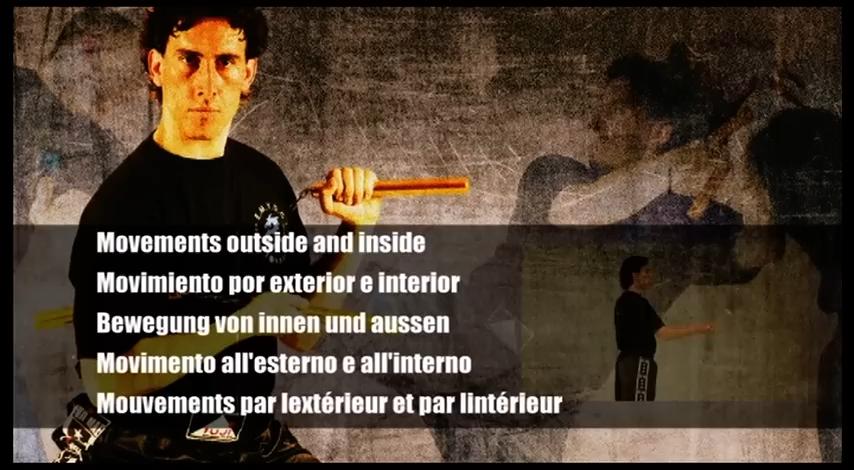 Movements outside and inside
Movimiento por exterior e interior
Bewegung von innen und aussen
Movimento all'esterno e all'interno
Mouvements par lextérieur et par lintérieur